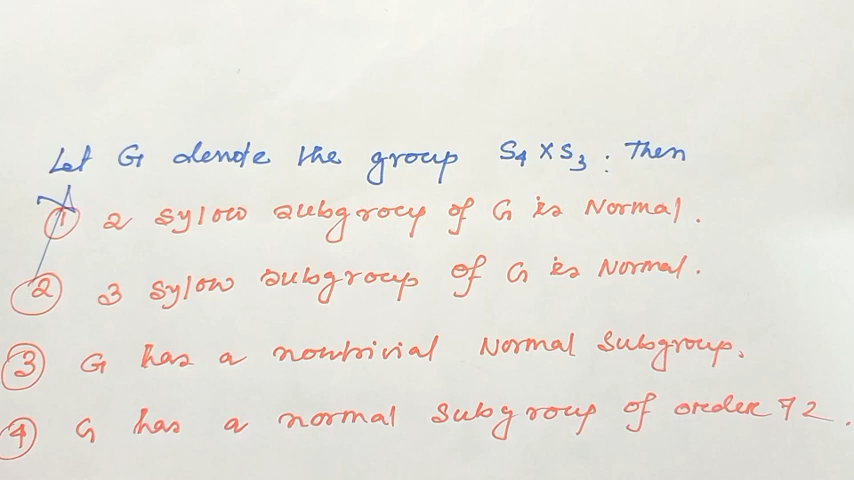 Let G denote the group S₄ × S₃ : Then
① 2 sylow subgrocp of G is Normal.
② 3 sylow subgroup of G is Normal.
③ G has a nontrivial Normal Subgroup.
④ G has a normal subgroup of order 72.